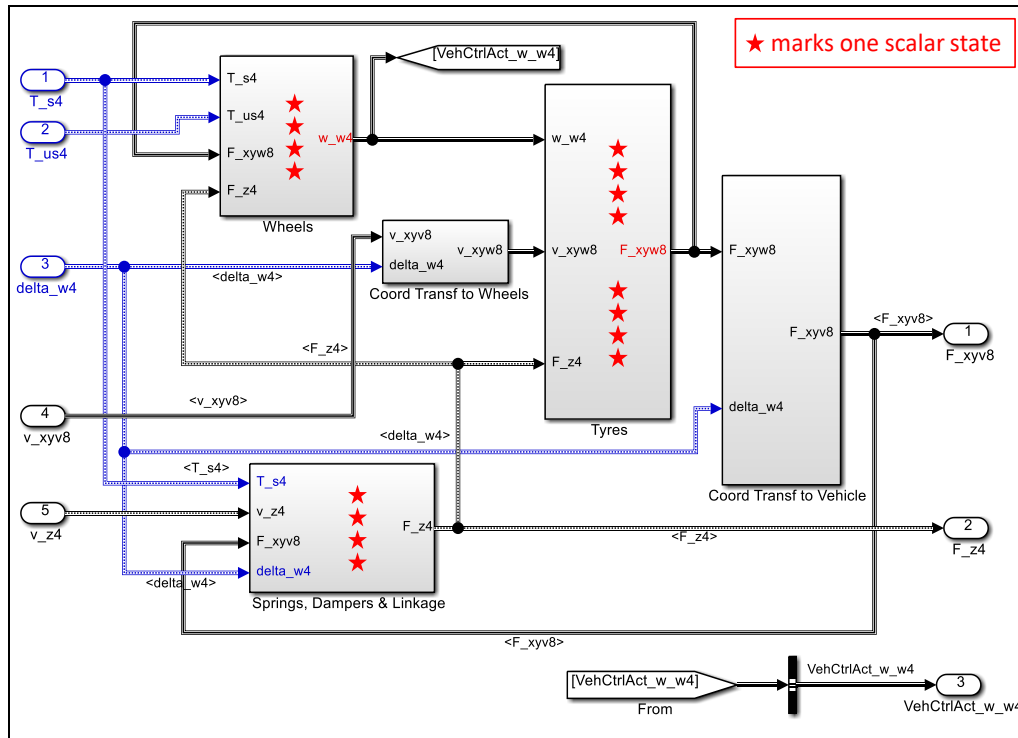 ★ marks one scalar state
[VehCtrlAct_w_w4]
1
T_s4
2
T_us4
T_s4
T_us4
F_xyw8
F_z4
w_w4
Wheels
w_w4
v_xyw8
F_z4
F_xyw8
Tyres
3
delta_w4
<delta_w4>
v_xyv8
delta_w4
v_xyw8
Coord Transf to Wheels
F_xyw8
delta_w4
F_xyv8
Coord Transf to Vehicle
<F_xyv8>
1
F_xyv8
<F_z4>
4
v_xyv8
<v_xyv8>
<delta_w4>
<T_s4>
5
v_z4
T_s4
v_z4
F_xyv8
delta_w4
F_z4
<delta_w4>
Springs, Dampers & Linkage
<F_z4>
2
F_z4
<F_xyv8>
[VehCtrlAct_w_w4]
From
VehCtrlAct_w_w4
3
VehCtrlAct_w_w4